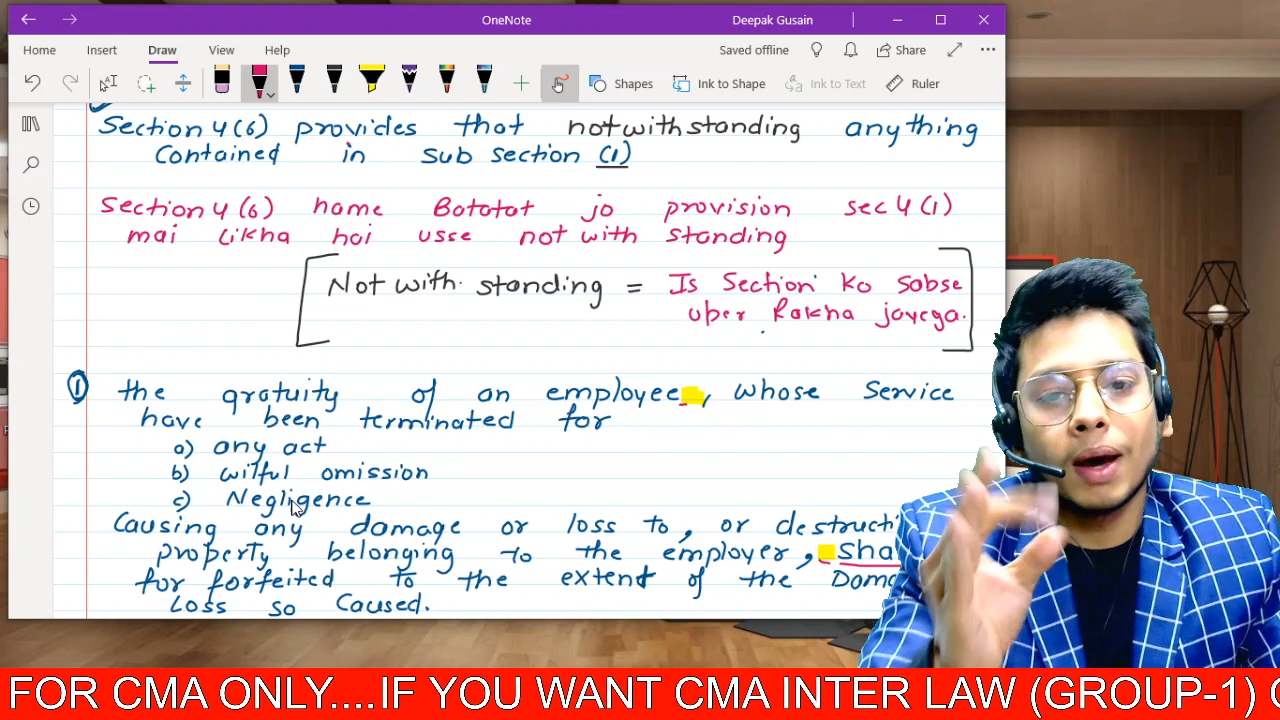 OneNote
Deepak Gusain
Home Insert Draw View Help
Saved offline
Share
Shapes
Ink to Shape
Ink to Text
Ruler
Section 4(6) provides that notwithstanding anything
Contained in sub section (1)
Section 4(6) hame Batatat jo provision sec 4(1)
mai likha hai usse not with standing
Not with standing = Is Section Ko Sabse
uper Rakha jayega.
1 the gratuity of an employee, whose Service
have been terminated for
a) any act
b) wilful omission
c) Negligence
Causing any damage or loss to, or
property belonging to the employer,
for forfeited to the extent of the
Loss so Caused.
FOR CMA ONLY....IF YOU WANT CMA INTER LAW (GROUP-1)